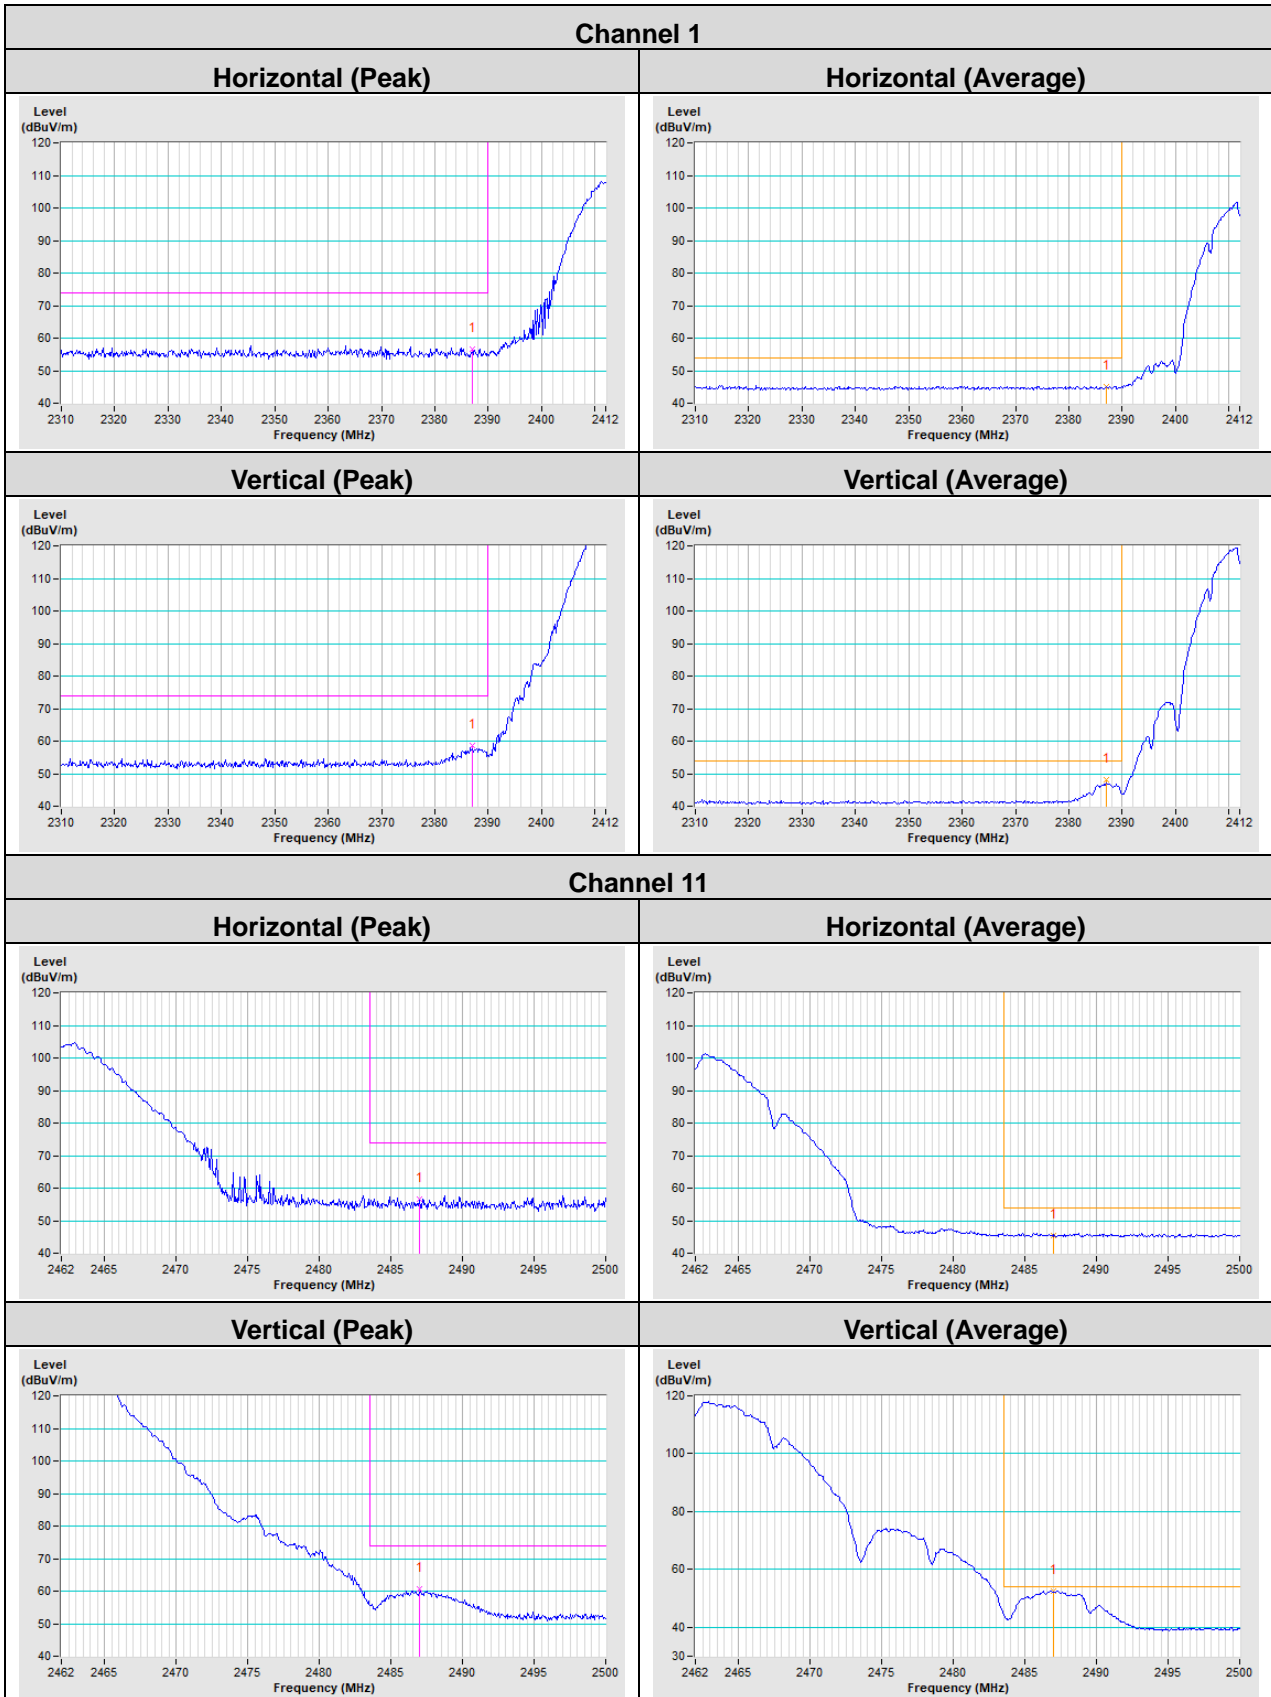 Channel 1
Horizontal (Peak) Horizontal (Average)
Level
(dBuV/m)
120
110
100
90
80
70
60
50
40
1
2310 2320 2330 2340 2350 2360 2370 2380 2390 2400 2412
Frequency (MHz)
Level
(dBuV/m)
120
110
100
90
80
70
60
50
40
1
2310 2320 2330 2340 2350 2360 2370 2380 2390 2400 2412
Frequency (MHz)
Vertical (Peak) Vertical (Average)
Level
(dBuV/m)
120
110
100
90
80
70
60
50
40
1
2310 2320 2330 2340 2350 2360 2370 2380 2390 2400 2412
Frequency (MHz)
Level
(dBuV/m)
120
110
100
90
80
70
60
50
40
1
2310 2320 2330 2340 2350 2360 2370 2380 2390 2400 2412
Frequency (MHz)
Channel 11
Horizontal (Peak) Horizontal (Average)
Level
(dBuV/m)
120
110
100
90
80
70
60
50
40
1
2462 2465 2470 2475 2480 2485 2490 2495 2500
Frequency (MHz)
Level
(dBuV/m)
120
110
100
90
80
70
60
50
40
1
2462 2465 2470 2475 2480 2485 2490 2495 2500
Frequency (MHz)
Vertical (Peak) Vertical (Average)
Level
(dBuV/m)
120
110
100
90
80
70
60
50
40
1
2462 2465 2470 2475 2480 2485 2490 2495 2500
Frequency (MHz)
Level
(dBuV/m)
120
100
80
60
40
30
1
2462 2465 2470 2475 2480 2485 2490 2495 2500
Frequency (MHz)